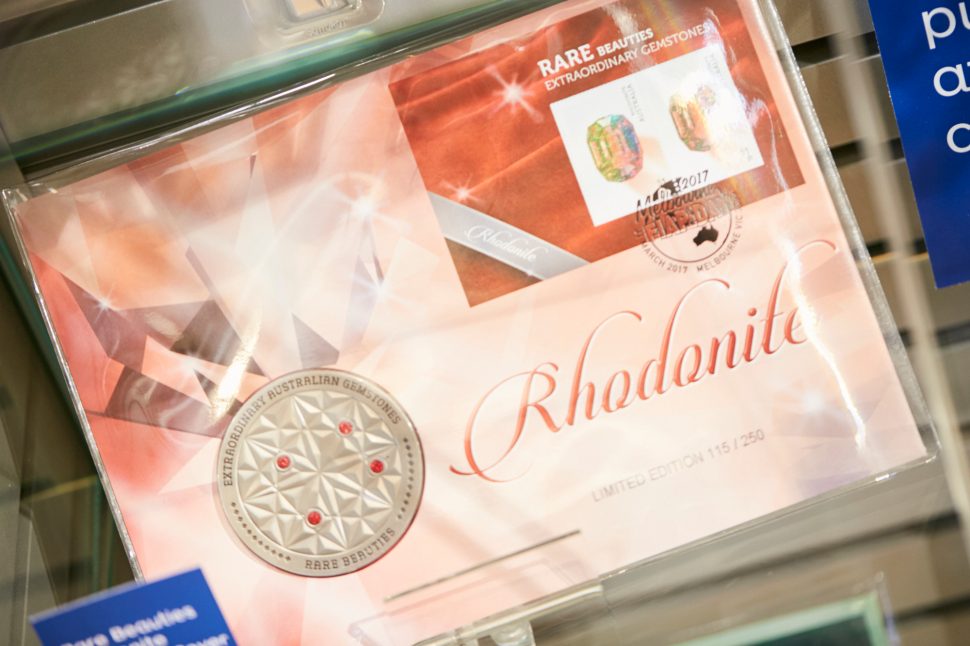 RARE BEAUTIES
EXTRAORDINARY GEMSTONES
AUSTRALIA
Rhodonite
MARCH 2017 MELBOURNE VIC
Rhodonite
LIMITED EDITION 115 / 250
EXTRAORDINARY AUSTRALIAN GEMSTONES
RARE BEAUTIES
Rare Beauties